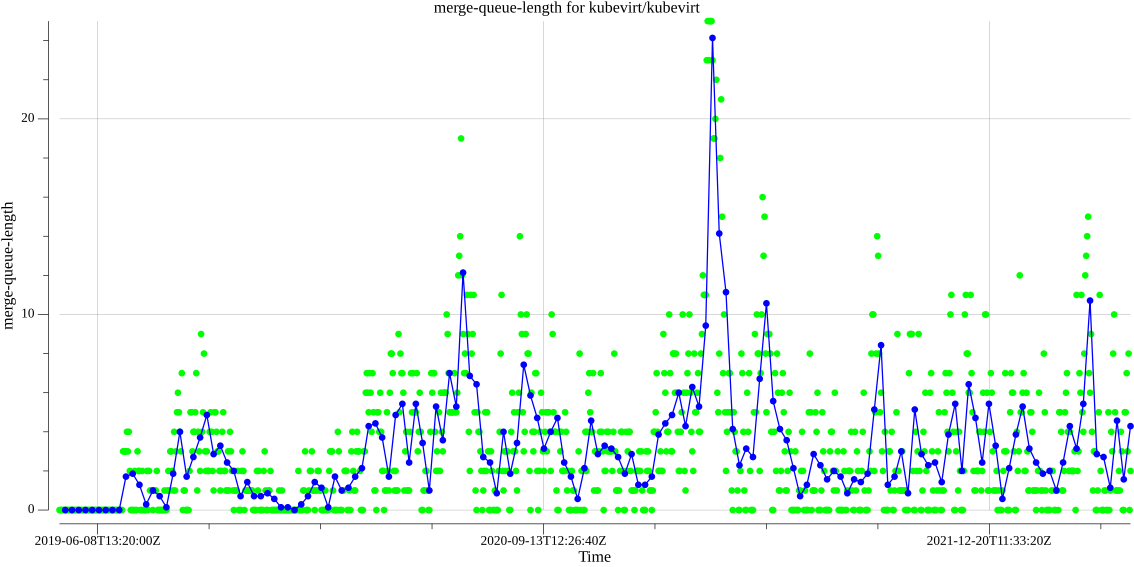 merge-queue-length for kubevirt/kubevirt
merge-queue-length
20
10
0
2019-06-08T13:20:00Z
2020-09-13T12:26:40Z
2021-12-20T11:33:20Z
Time